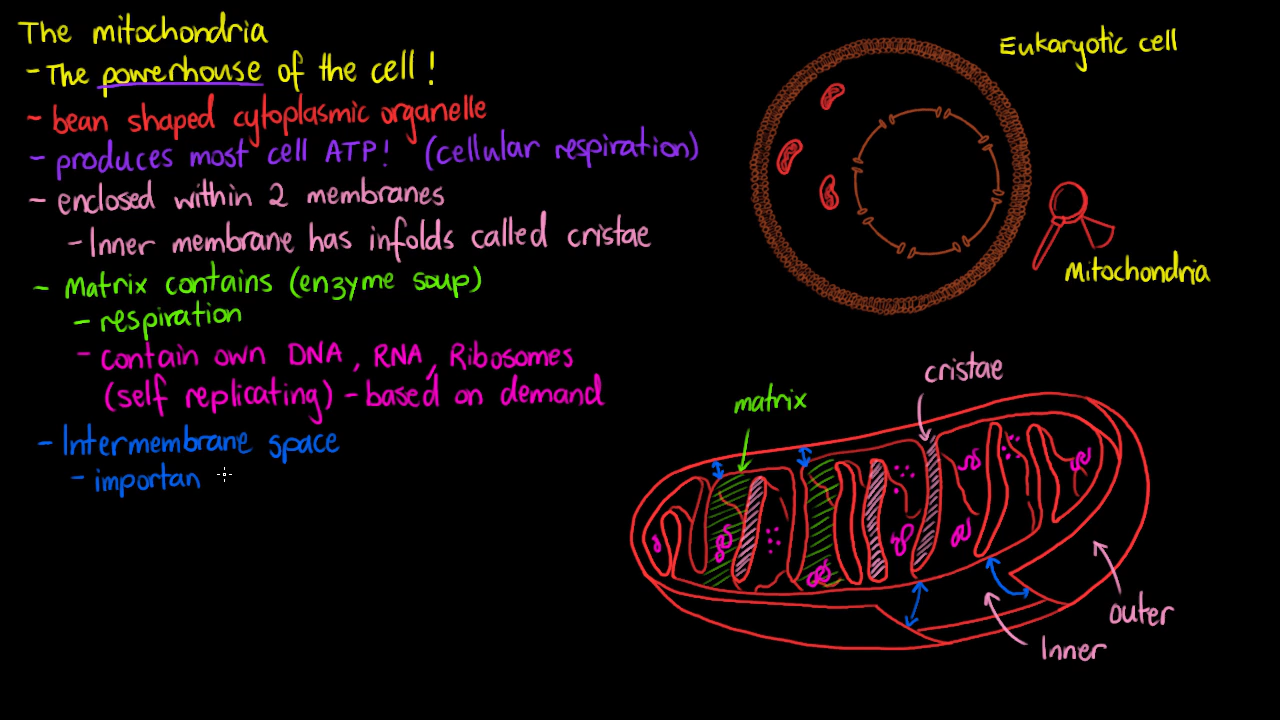 The mitochondria
- The powerhouse of the cell!
- bean shaped cytoplasmic organelle
- produces most cell ATP! (cellular respiration)
- enclosed within 2 membranes
- Inner membrane has infolds called cristae
- Matrix contains (enzyme soup)
- respiration
- contain own DNA, RNA, Ribosomes
(self replicating) - based on demand
- Intermembrane space
- importan
Eukaryotic cell
Mitochondria
cristae
matrix
outer
Inner